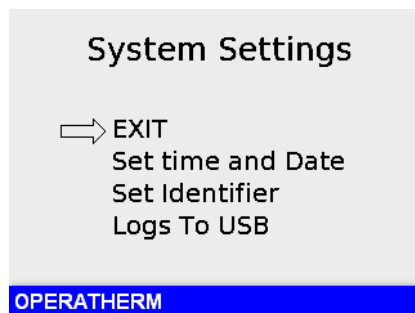 System Settings
EXIT
Set time and Date
Set Identifier
Logs To USB
OPERATHERM